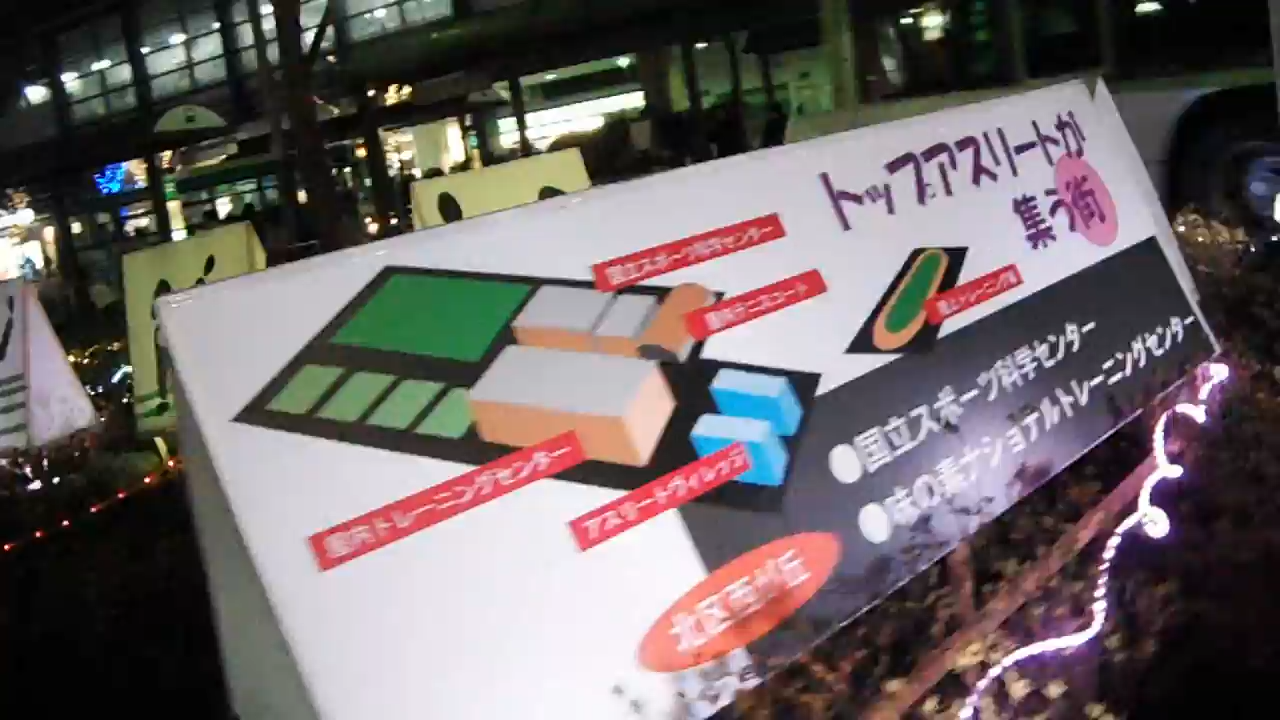 トップアスリートが
集う街
国立スポーツ科学センター
屋内テニスコート
陸上トレーニング場
屋内トレーニングセンター
アスリートヴィレッジ
●国立スポーツ科学センター
●味の素ナショナルトレーニングセンター
北区西が丘